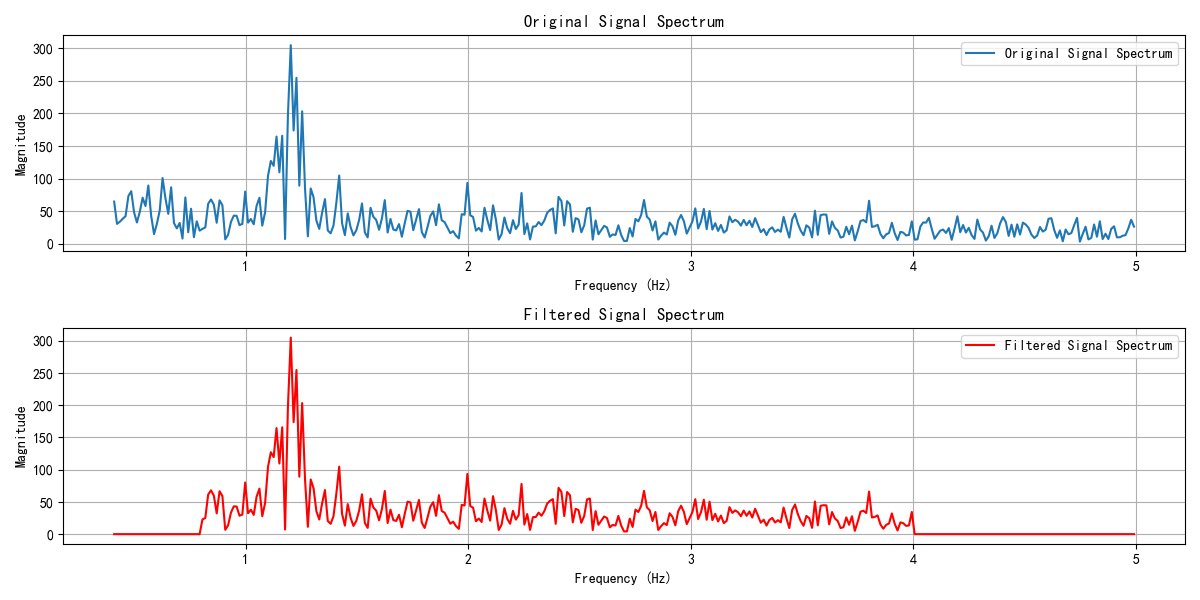 Original Signal Spectrum
Original Signal Spectrum
Magnitude
300
250
200
150
100
50
0
1 2 3 4 5
Frequency (Hz)
Filtered Signal Spectrum
Filtered Signal Spectrum
Magnitude
300
250
200
150
100
50
0
1 2 3 4 5
Frequency (Hz)